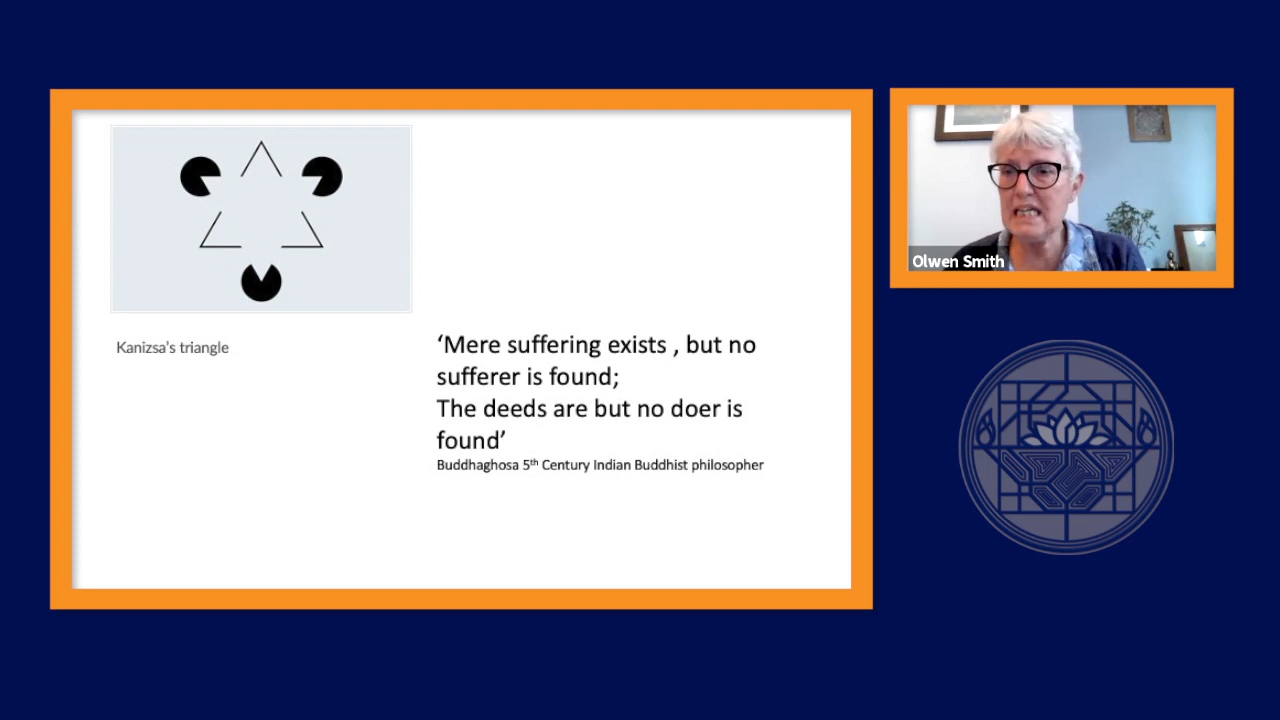 Kanizsa's triangle
‘Mere suffering exists , but no
sufferer is found;
The deeds are but no doer is
found’
Buddhaghosa 5th Century Indian Buddhist philosopher
Olwen Smith